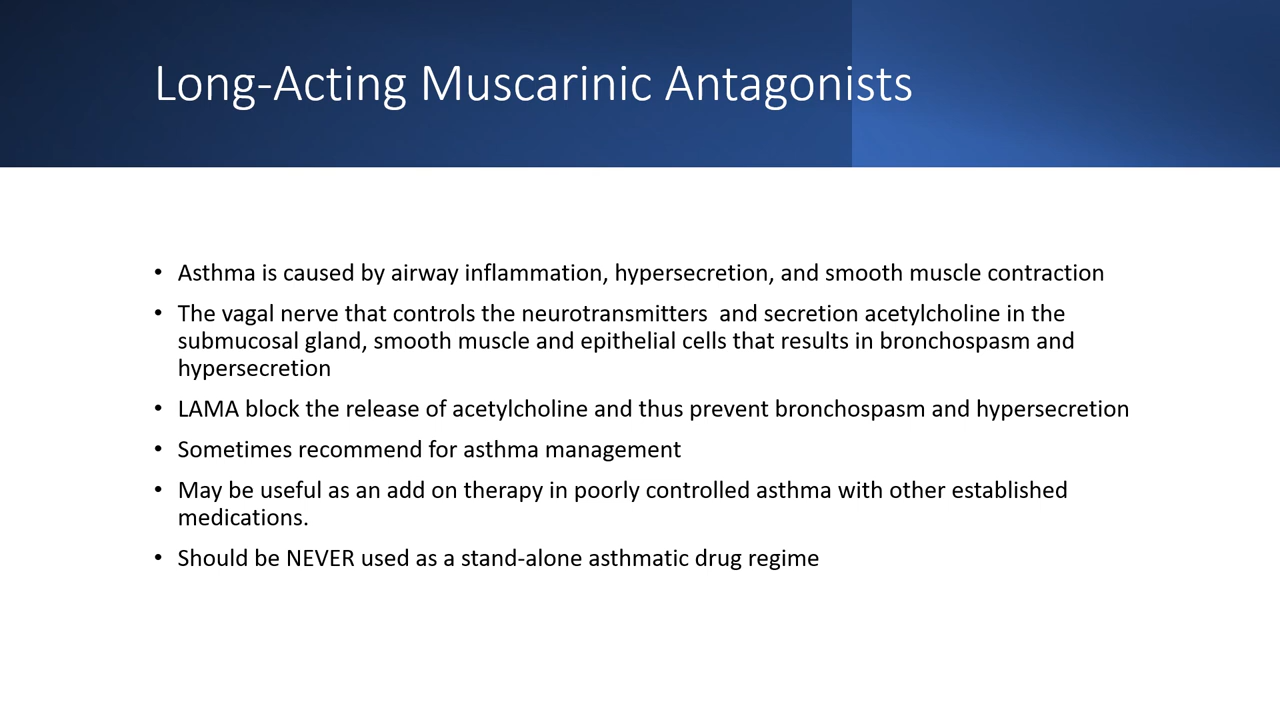 Long-Acting Muscarinic Antagonists
• Asthma is caused by airway inflammation, hypersecretion, and smooth muscle contraction
• The vagal nerve that controls the neurotransmitters  and secretion acetylcholine in the
submucosal gland, smooth muscle and epithelial cells that results in bronchospasm and
hypersecretion
• LAMA block the release of acetylcholine and thus prevent bronchospasm and hypersecretion
• Sometimes recommend for asthma management
• May be useful as an add on therapy in poorly controlled asthma with other established
medications.
• Should be NEVER used as a stand-alone asthmatic drug regime